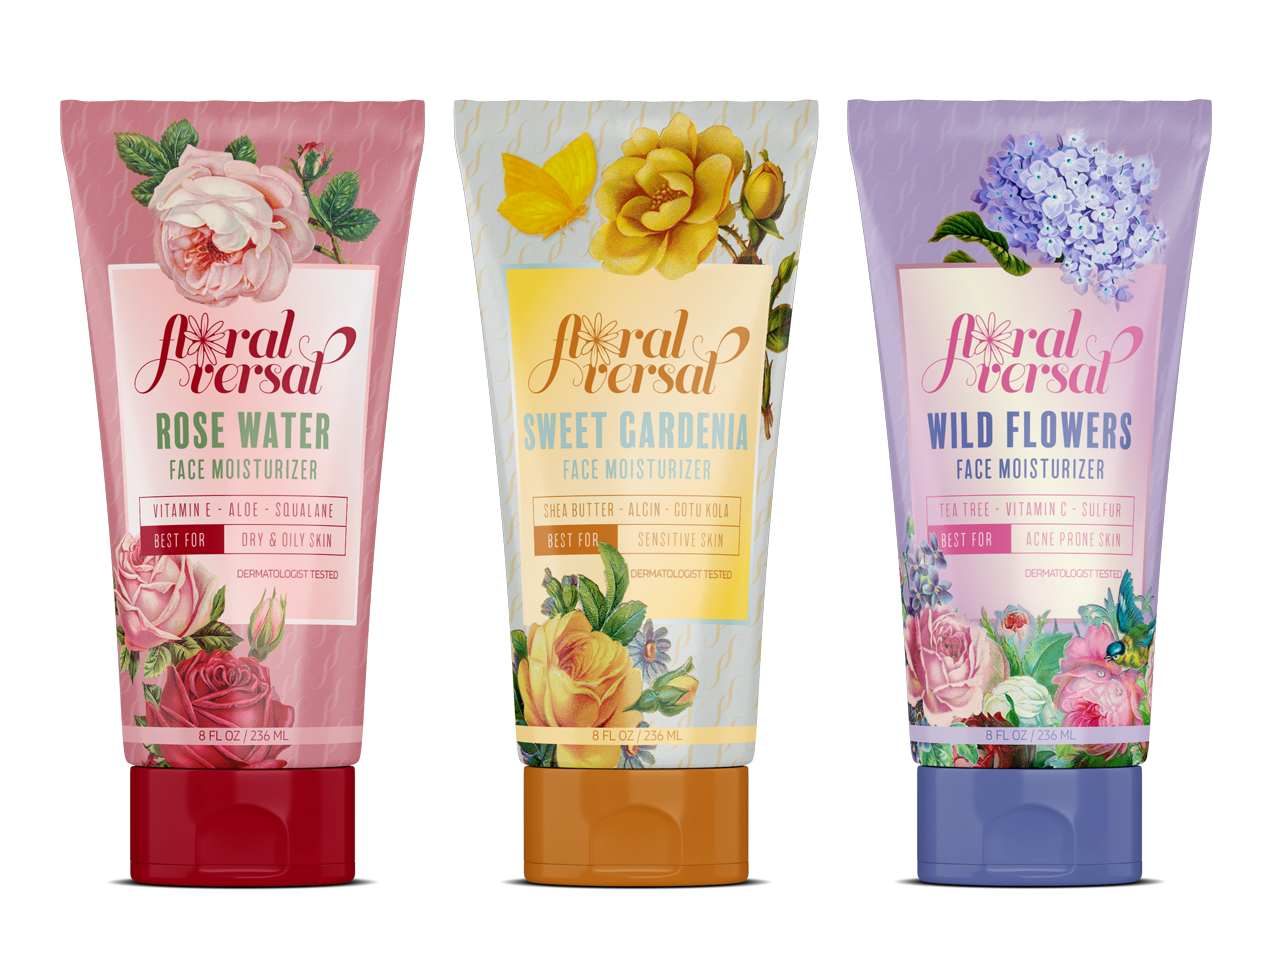 floral
versal
ROSE WATER
FACE MOISTURIZER
VITAMIN E - ALOE - SQUALANE
BEST FOR DRY & OILY SKIN
DERMATOLOGIST TESTED
8 FL OZ / 236 ML
floral
versal
SWEET GARDENIA
FACE MOISTURIZER
SHEA BUTTER - ALGIN - GOTU KOLA
BEST FOR SENSITIVE SKIN
DERMATOLOGIST TESTED
8 FL OZ / 236 ML
floral
versal
WILD FLOWERS
FACE MOISTURIZER
TEA TREE - VITAMIN C - SULFUR
BEST FOR ACNE PRONE SKIN
DERMATOLOGIST TESTED
8 FL OZ / 236 ML